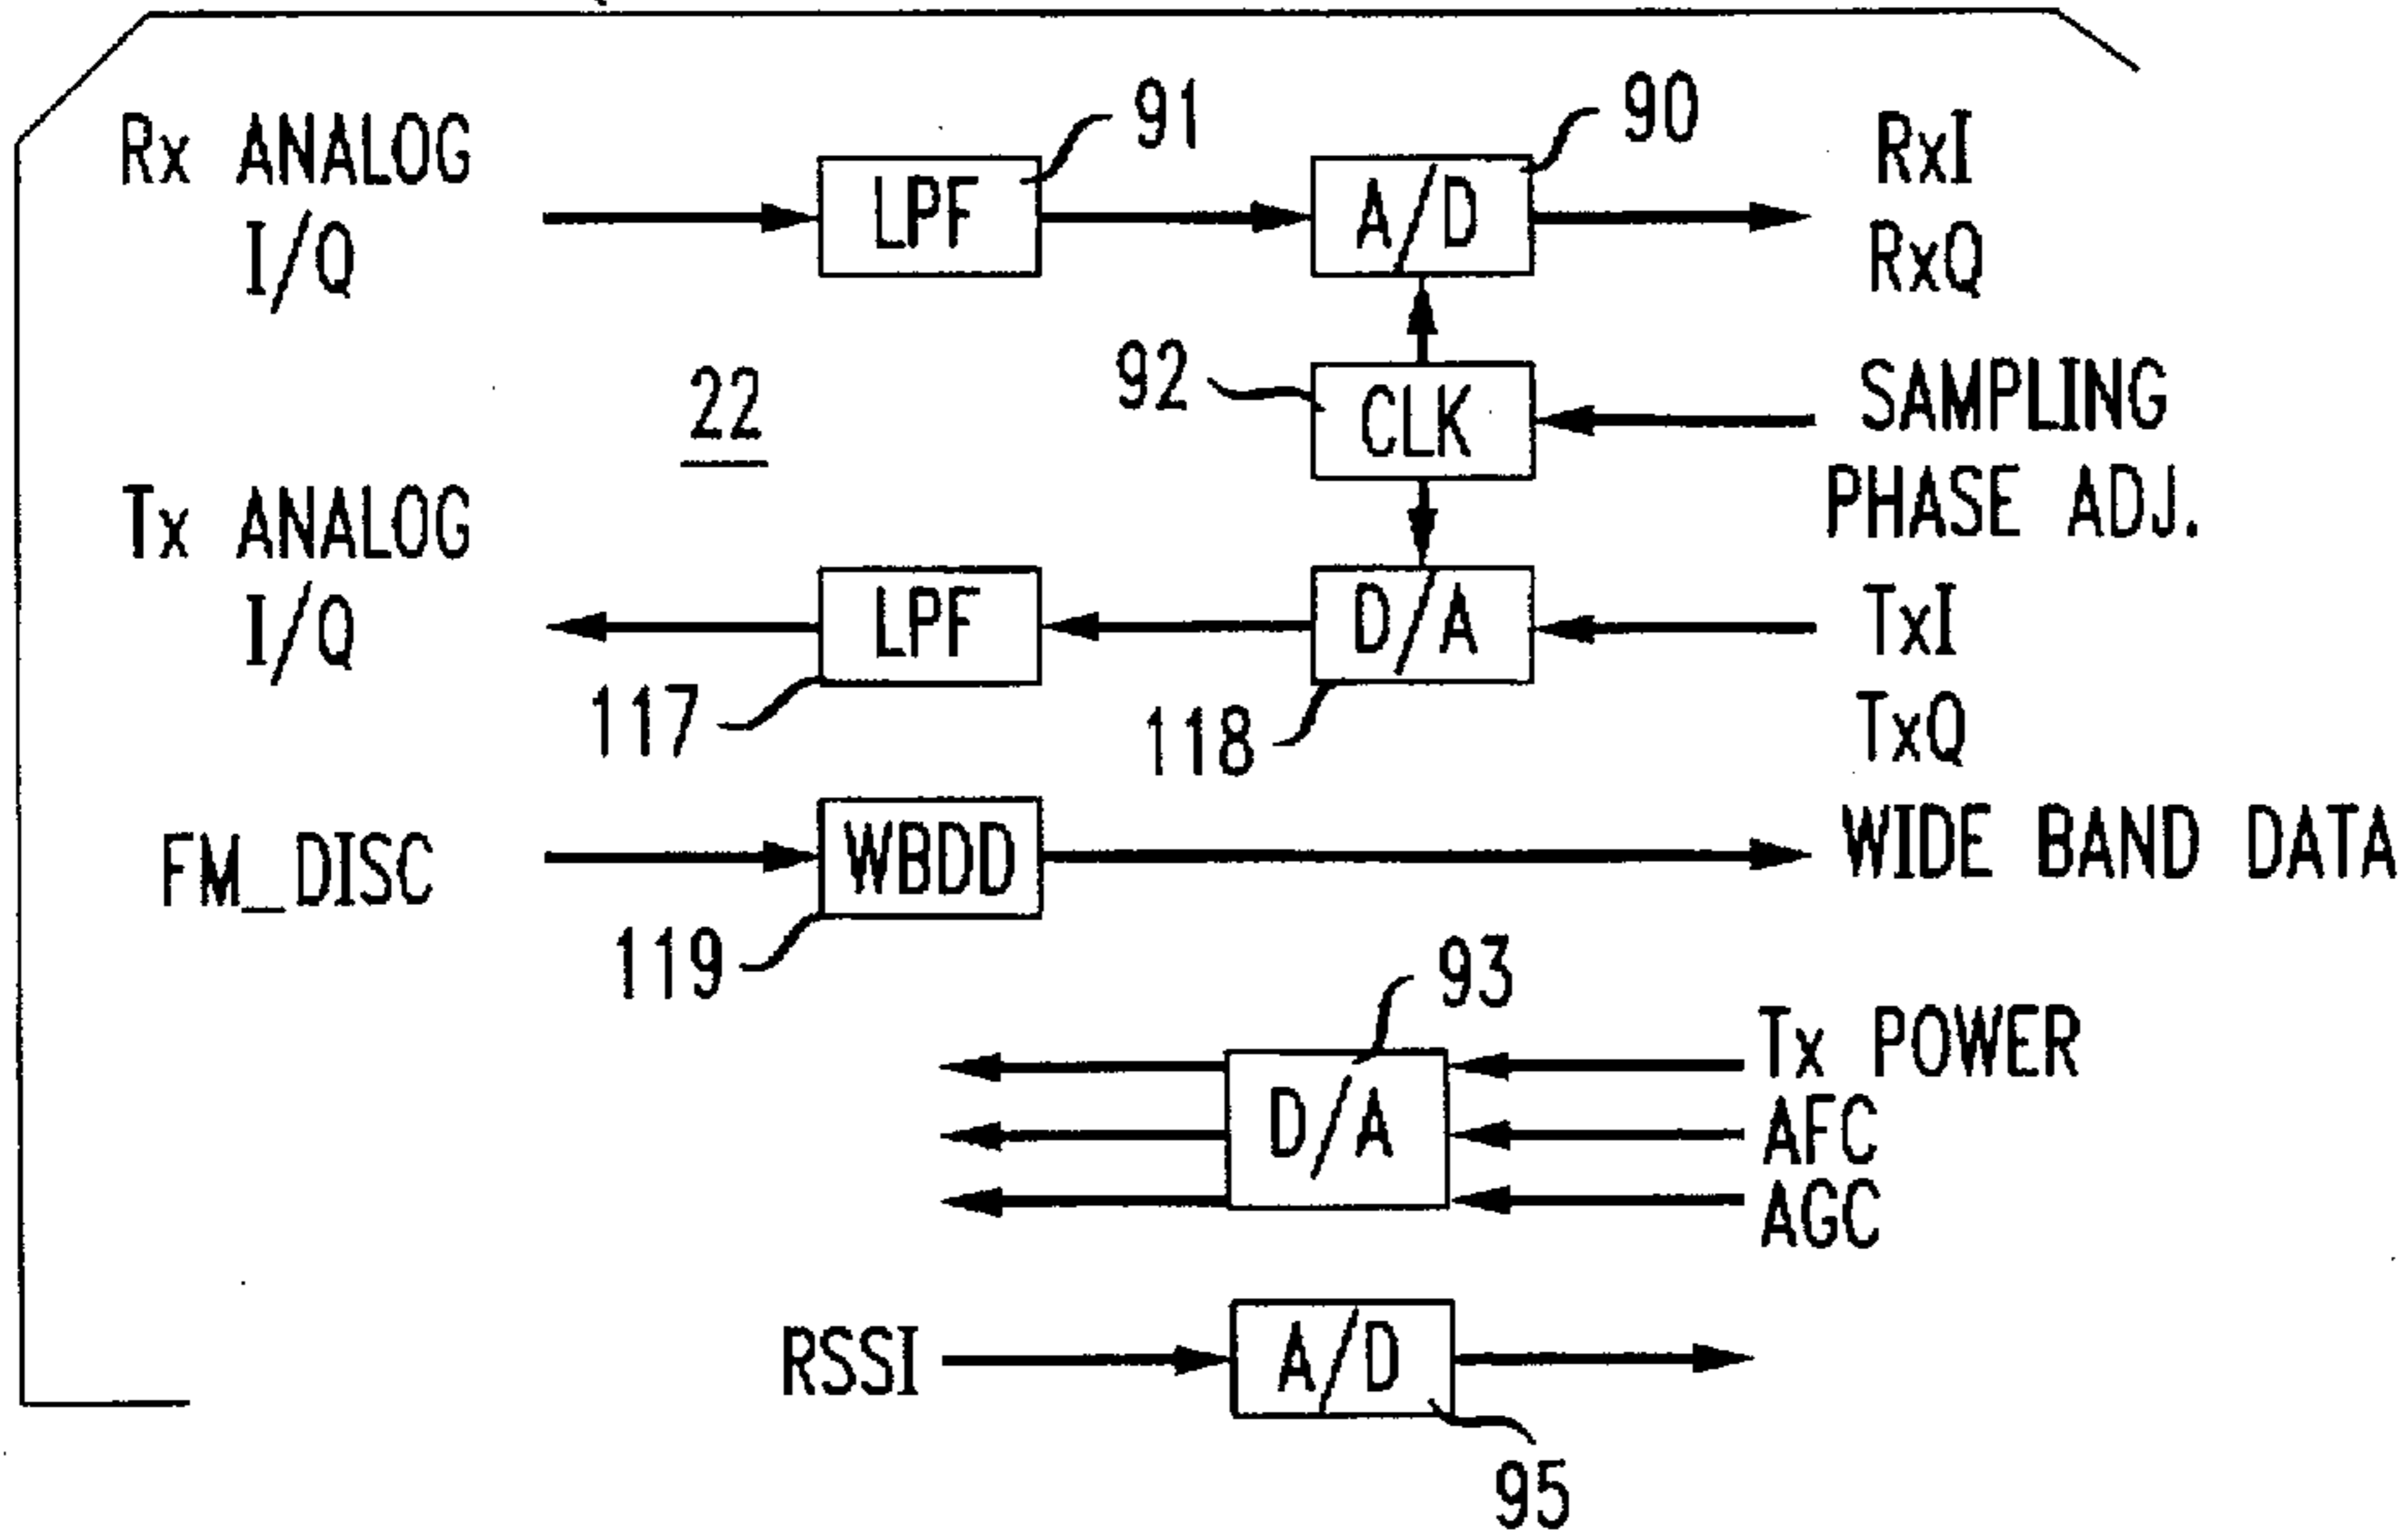 Rx ANALOG
I/Q
LPF
91
A/D
90
RxI
RxQ
22
92
CLK
SAMPLING
PHASE ADJ.
Tx ANALOG
I/Q
LPF
117
D/A
118
TxI
TxQ
FM_DISC
WBDD
119
WIDE BAND DATA
93
D/A
Tx POWER
AFC
AGC
RSSI
A/D
95